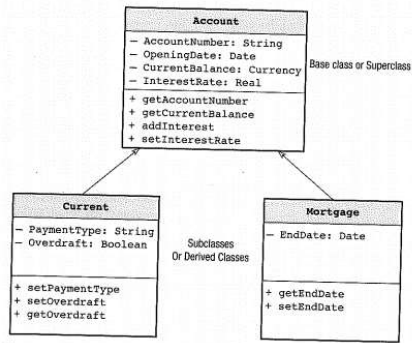 Account
– AccountNumber: String
– OpeningDate: Date
– CurrentBalance: Currency
– InterestRate: Real
+ getAccountNumber
+ getCurrentBalance
+ addInterest
+ setInterestRate
Base class or Superclass
Current
– PaymentType: String
– Overdraft: Boolean
+ setPaymentType
+ setOverdraft
+ getOverdraft
Subclasses
Or Derived Classes
Mortgage
– EndDate: Date
+ getEndDate
+ setEndDate